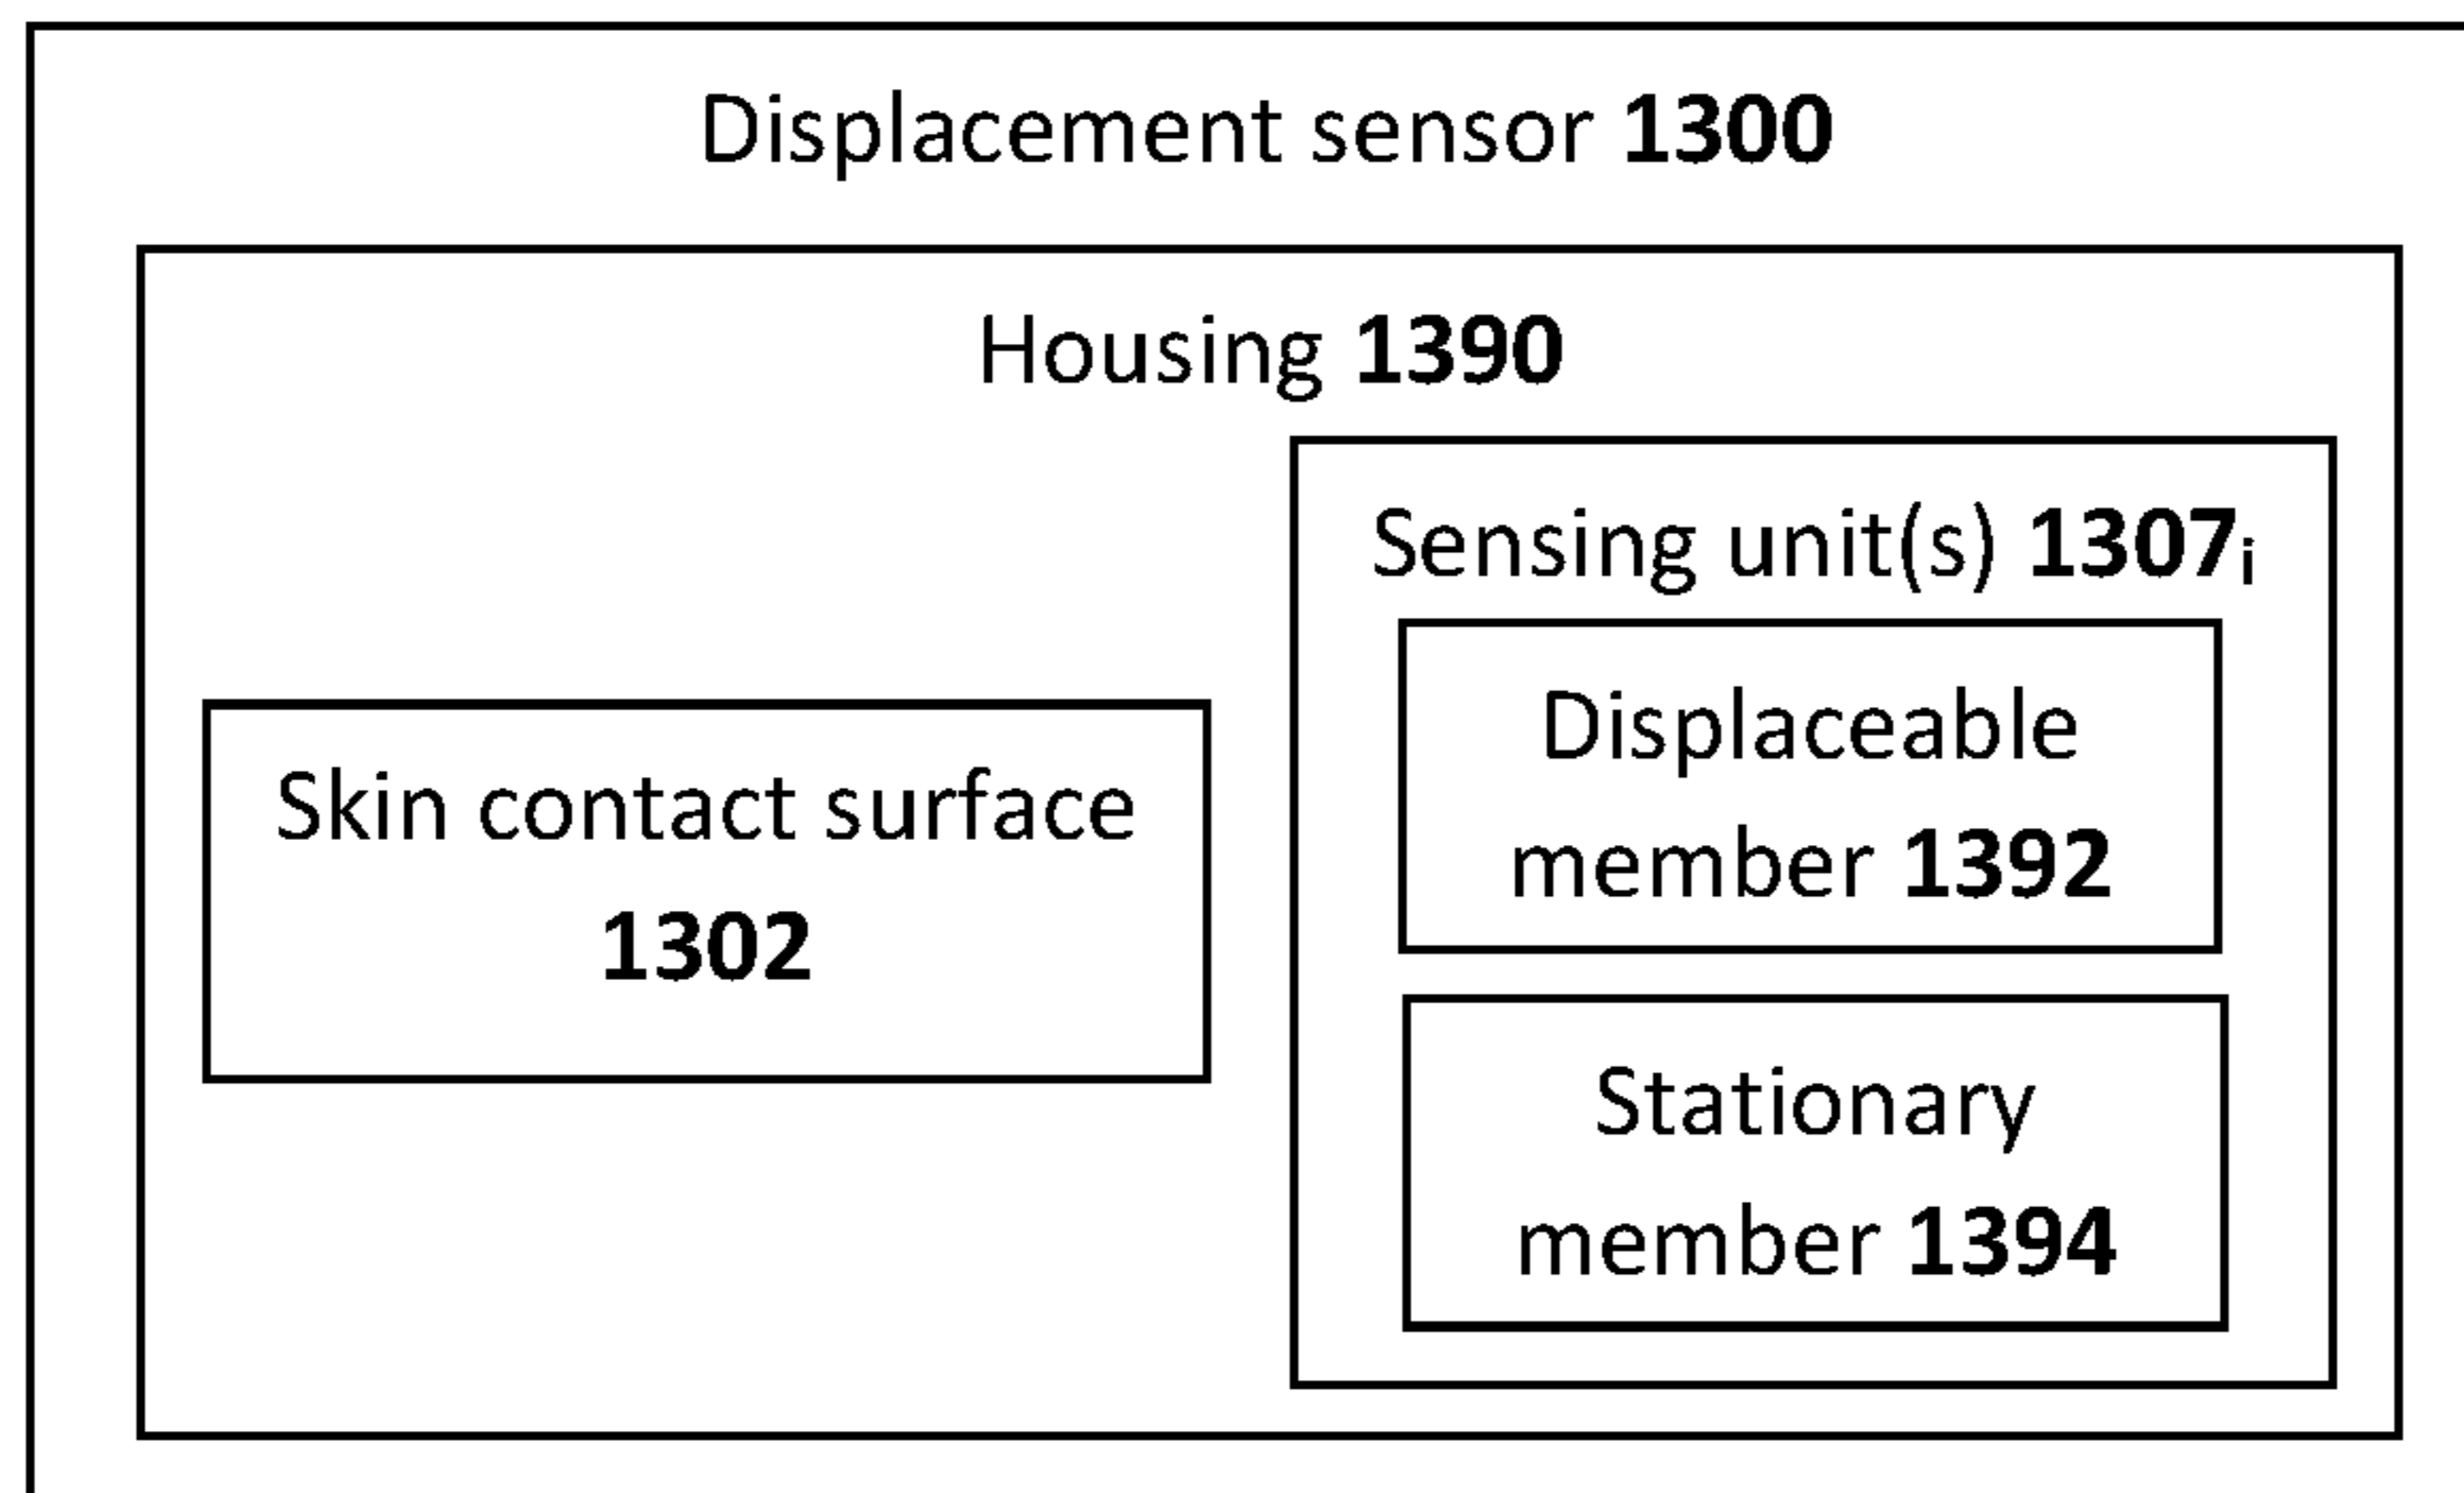 Displacement sensor 1300
Housing 1390
Sensing unit(s) 1307i
Displaceable
member 1392
Skin contact surface
1302
Stationary
member 1394